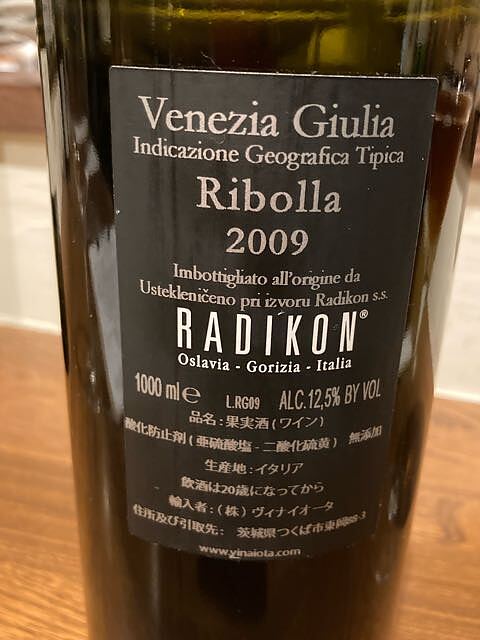 Venezia Giulia
Indicazione Geografica Tipica
Ribolla
2009
Imbottigliato all'origine da
Ustekleničeno pri izvoru Radikon s.s.
RADIKON®
Oslavia - Gorizia - Italia
1000 ml e L.RG09 ALC.12,5% BY VOL
品名:果実酒(ワイン)
酸化防止剤(亜硫酸塩-二酸化硫黄) 無添加
生産地:イタリア
飲酒は20歳になってから
輸入者:(株)ヴィナイオータ
住所及び引取先: 茨城県つくば市東岡88-3
www.vinaiota.com